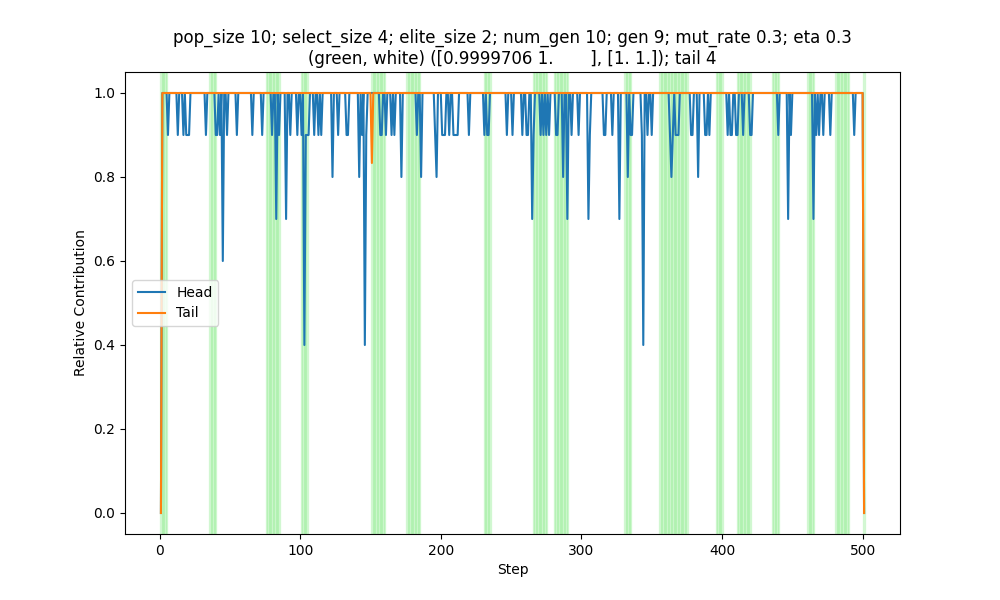 pop_size 10; select_size 4; elite_size 2; num_gen 10; gen 9; mut_rate 0.3; eta 0.3
(green, white) ([0.9999706 1.        ], [1. 1.]); tail 4
1.0
0.8
0.6
0.4
0.2
0.0
Relative Contribution
Head
Tail
0
100
200
300
400
500
Step